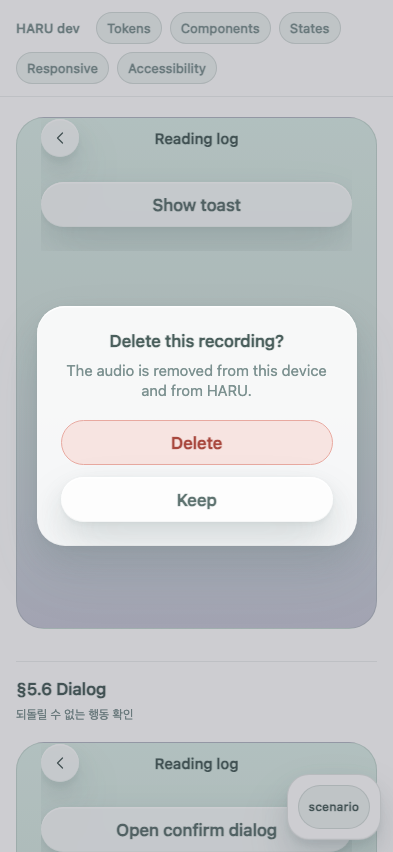 HARU dev Tokens Components States
Responsive Accessibility
Reading log
Show toast
Delete this recording?
The audio is removed from this device
and from HARU.
Delete
Keep
§5.6 Dialog
되돌릴 수 없는 행동 확인
Reading log
Open confirm dialog
scenario